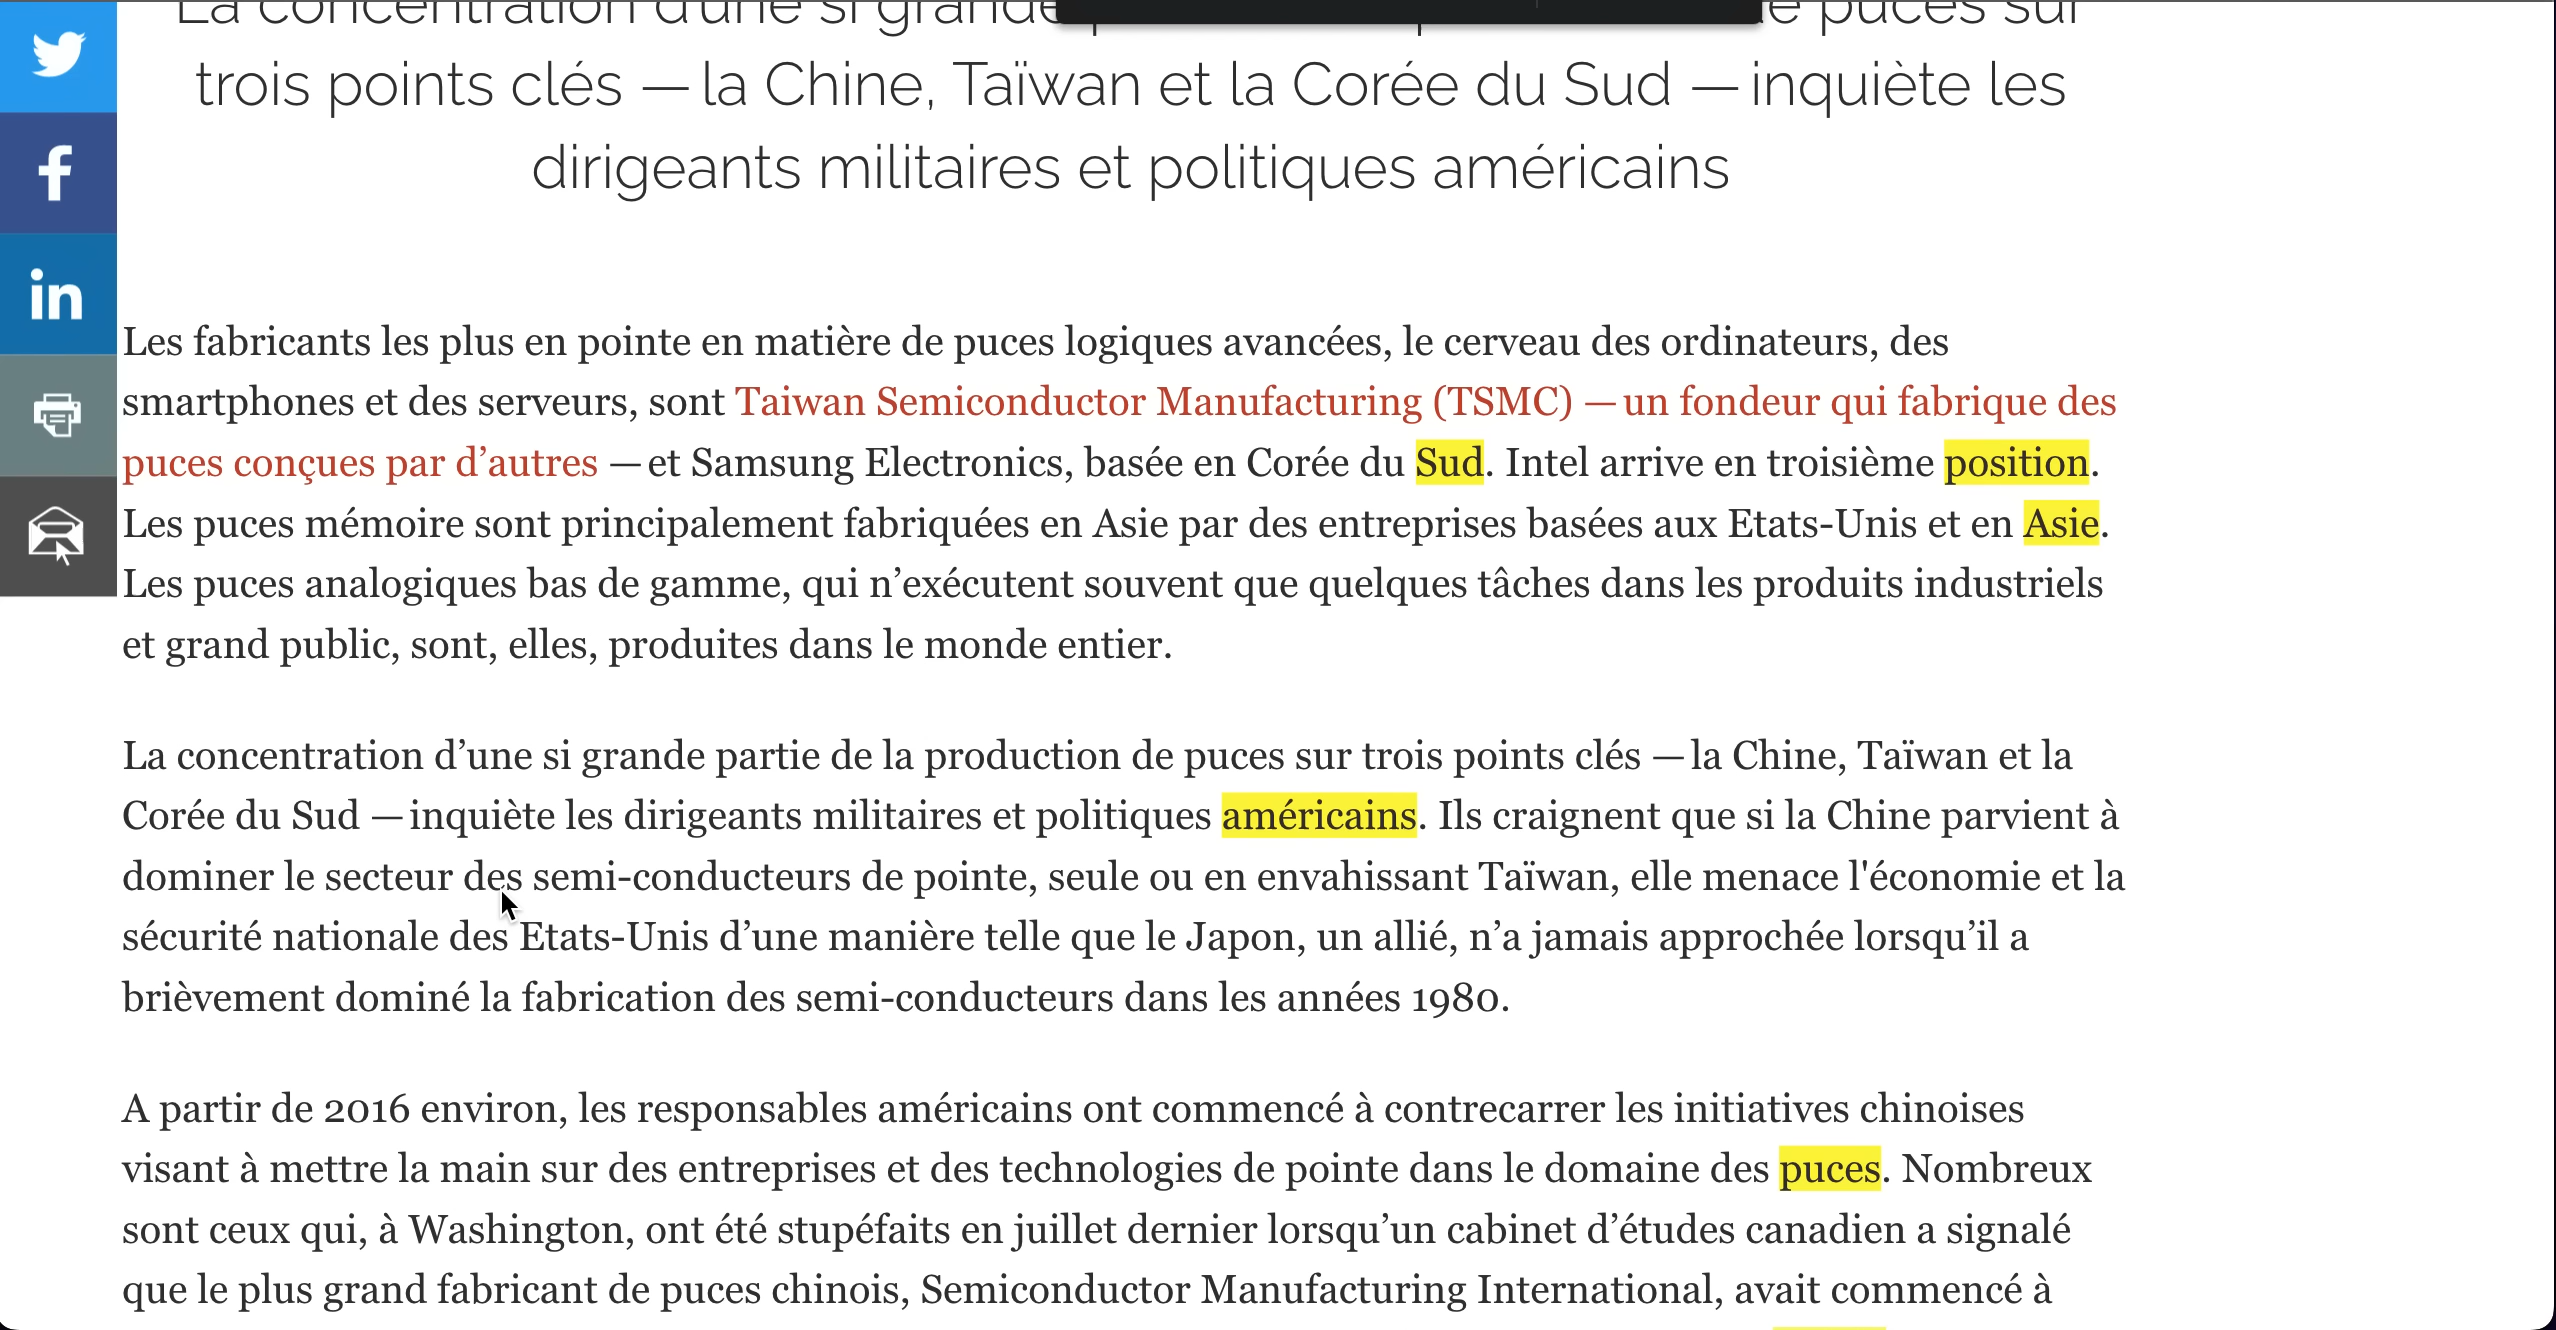 La concentration d'une si grande puces sur
trois points clés — la Chine, Taïwan et la Corée du Sud — inquiète les
dirigeants militaires et politiques américains
Les fabricants les plus en pointe en matière de puces logiques avancées, le cerveau des ordinateurs, des
smartphones et des serveurs, sont Taiwan Semiconductor Manufacturing (TSMC) — un fondeur qui fabrique des
puces conçues par d’autres — et Samsung Electronics, basée en Corée du Sud. Intel arrive en troisième position.
Les puces mémoire sont principalement fabriquées en Asie par des entreprises basées aux Etats-Unis et en Asie.
Les puces analogiques bas de gamme, qui n’exécutent souvent que quelques tâches dans les produits industriels
et grand public, sont, elles, produites dans le monde entier.
La concentration d’une si grande partie de la production de puces sur trois points clés — la Chine, Taïwan et la
Corée du Sud — inquiète les dirigeants militaires et politiques américains. Ils craignent que si la Chine parvient à
dominer le secteur des semi-conducteurs de pointe, seule ou en envahissant Taïwan, elle menace l'économie et la
sécurité nationale des Etats-Unis d’une manière telle que le Japon, un allié, n’a jamais approchée lorsqu’il a
brièvement dominé la fabrication des semi-conducteurs dans les années 1980.
A partir de 2016 environ, les responsables américains ont commencé à contrecarrer les initiatives chinoises
visant à mettre la main sur des entreprises et des technologies de pointe dans le domaine des puces. Nombreux
sont ceux qui, à Washington, ont été stupéfaits en juillet dernier lorsqu’un cabinet d’études canadien a signalé
que le plus grand fabricant de puces chinois, Semiconductor Manufacturing International, avait commencé à